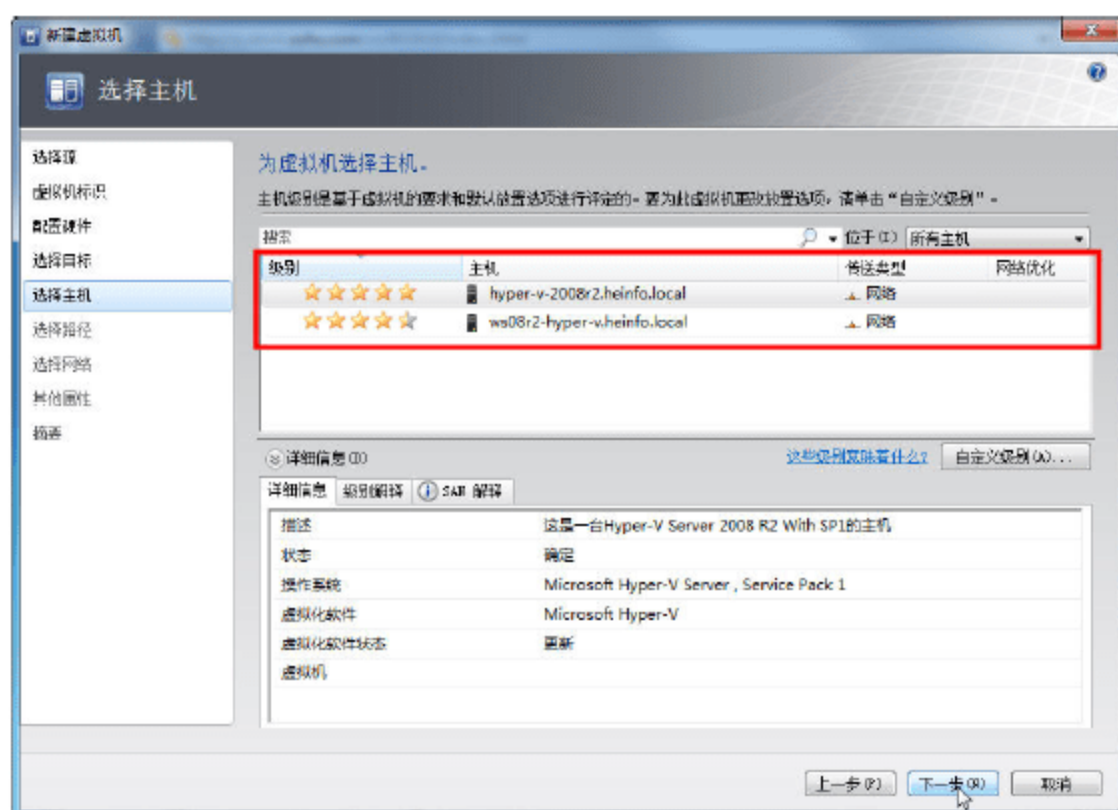 新建虚拟机
选择主机
选择源
虚拟机标识
配置硬件
选择目标
选择主机
选择路径
选择网络
其他属性
摘要
为虚拟机选择主机。
主机级别是基于虚拟机的要求和默认放置选项进行评定的。要为此虚拟机更改放置选项，请单击“自定义级别”。
搜索 位于(I) 所有主机
级别 主机 传送类型 网络优化
hyper-v-2008r2.heinfo.local 网络
ws08r2-hyper-v.heinfo.local 网络
详细信息(D) 这些级别意味着什么? 自定义级别(A)...
详细信息 级别解释 SAN 解释
描述 这是一台Hyper-V Server 2008 R2 With SP1的主机
状态 确定
操作系统 Microsoft Hyper-V Server , Service Pack 1
虚拟化软件 Microsoft Hyper-V
虚拟化软件状态 更新
虚拟机
上一步(P) 下一步(N) 取消